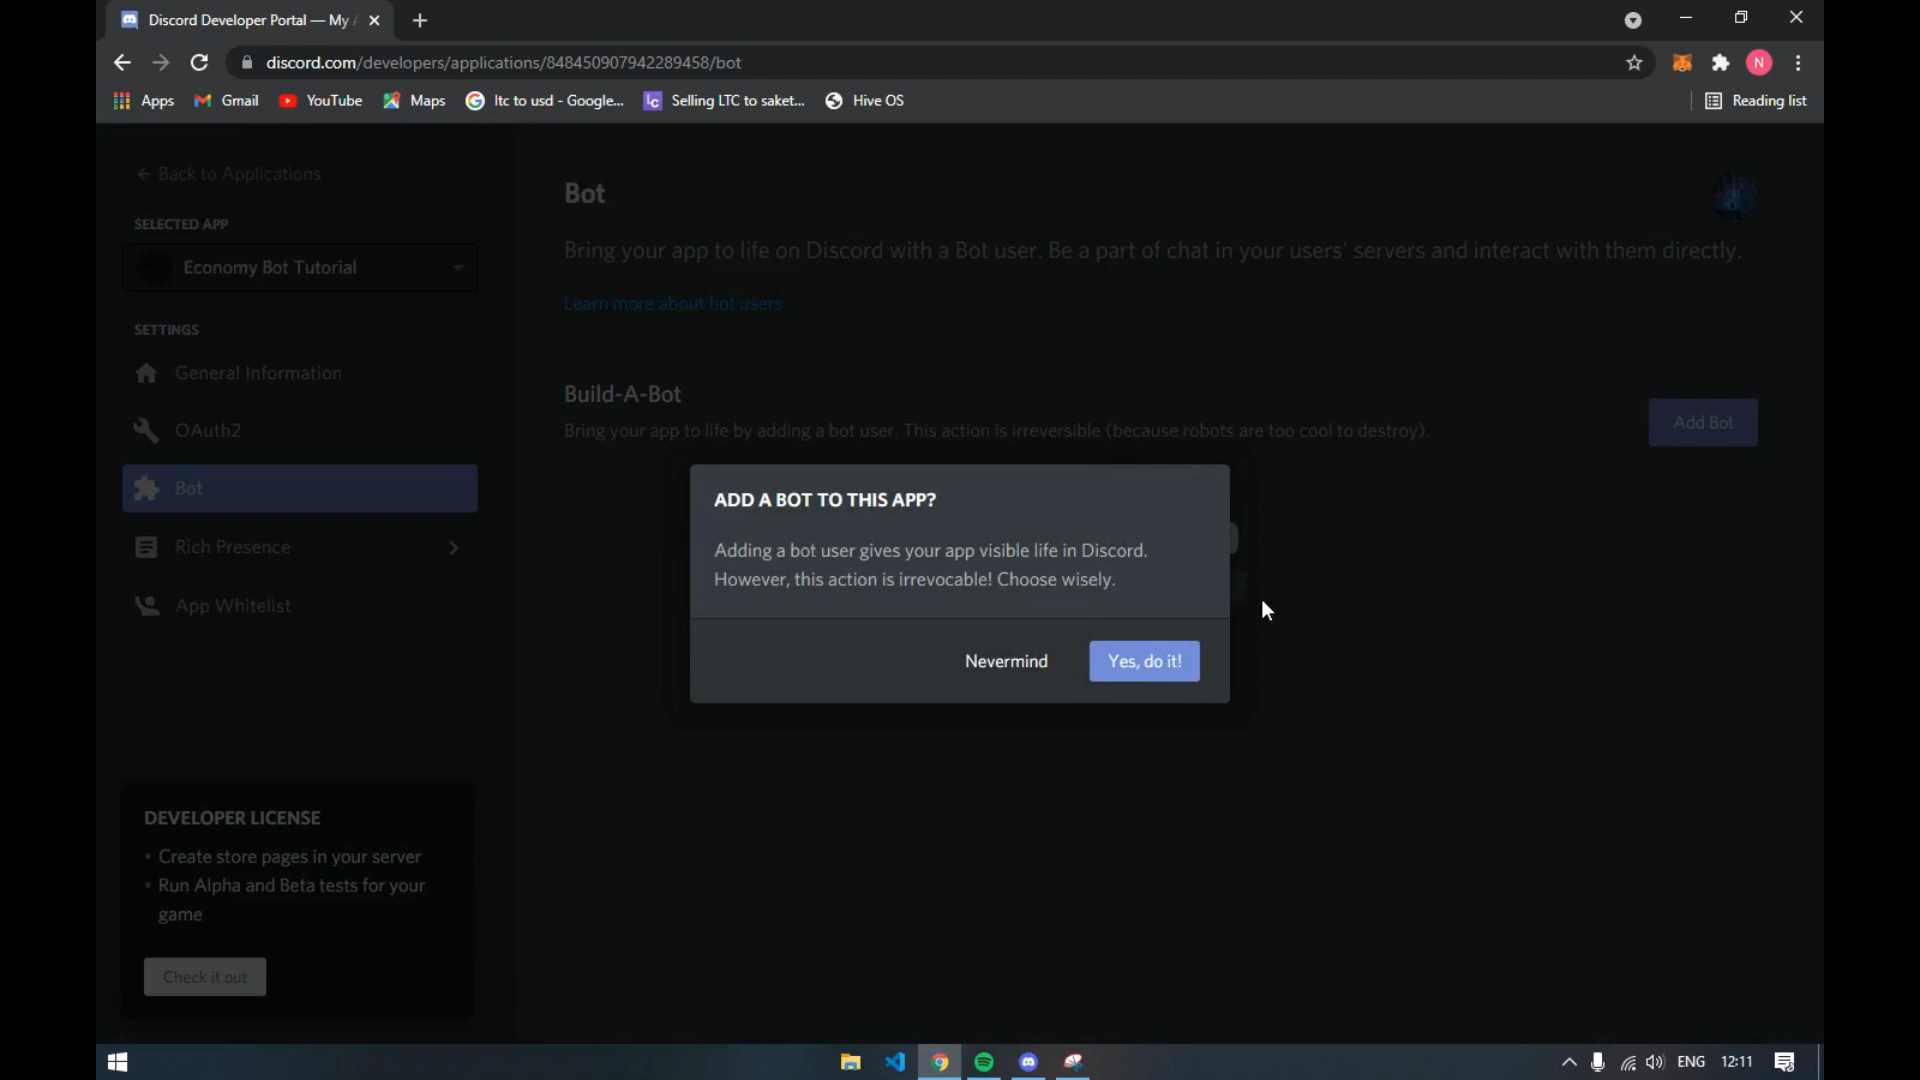 Discord Developer Portal — My A
discord.com/developers/applications/848450907942289458/bot
N
Apps
Gmail
YouTube
Maps
ltc to usd - Google...
Selling LTC to saket...
Hive OS
Reading list
← Back to Applications
SELECTED APP
Economy Bot Tutorial
SETTINGS
General Information
OAuth2
Bot
Rich Presence
App Whitelist
DEVELOPER LICENSE
• Create store pages in your server
• Run Alpha and Beta tests for your
game
Check it out
Bot
Bring your app to life on Discord with a Bot user. Be a part of chat in your users' servers and interact with them directly.
Learn more about bot users
Build-A-Bot
Bring your app to life by adding a bot user. This action is irreversible (because robots are too cool to destroy).
Add Bot
ADD A BOT TO THIS APP?
Adding a bot user gives your app visible life in Discord.
However, this action is irrevocable! Choose wisely.
Nevermind
Yes, do it!
ENG
12:11